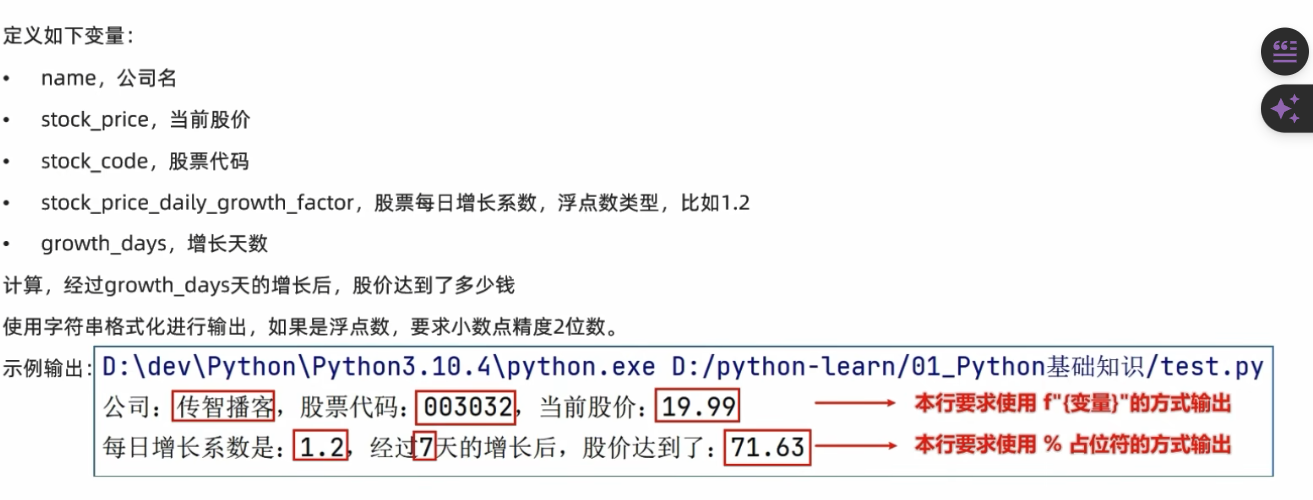 定义如下变量：
• name，公司名
• stock_price，当前股价
• stock_code，股票代码
• stock_price_daily_growth_factor，股票每日增长系数，浮点数类型，比如1.2
• growth_days，增长天数
计算，经过growth_days天的增长后，股价达到了多少钱
使用字符串格式化进行输出，如果是浮点数，要求小数点精度2位数。
示例输出：D:\dev\Python\Python3.10.4\python.exe D:/python-learn/01_Python基础知识/test.py
公司：传智播客，股票代码：003032，当前股价：19.99 本行要求使用 f"{变量}"的方式输出
每日增长系数是：1.2，经过7天的增长后，股价达到了：71.63 本行要求使用 % 占位符的方式输出